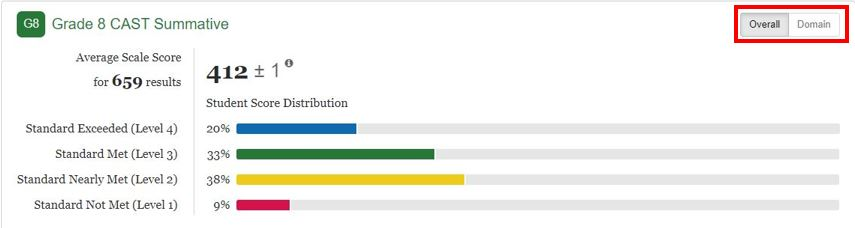 G8 Grade 8 CAST Summative
Overall Domain
Average Scale Score
for 659 results
412 ± 1
Student Score Distribution
Standard Exceeded (Level 4) 20%
Standard Met (Level 3) 33%
Standard Nearly Met (Level 2) 38%
Standard Not Met (Level 1) 9%